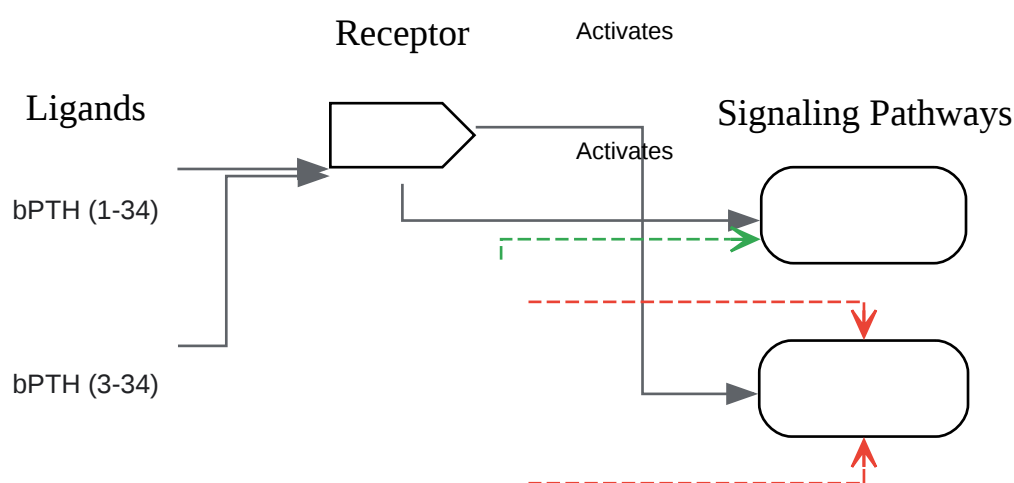 Receptor
Activates
Ligands
Signaling Pathways
Activates
bPTH (1-34)
bPTH (3-34)